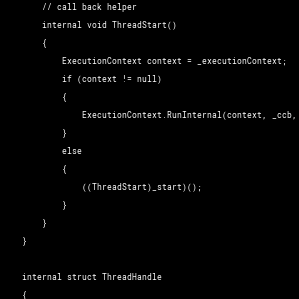 // call back helper
internal void ThreadStart()
{
ExecutionContext context = _executionContext;
if (context != null)
{
ExecutionContext.RunInternal(context, _ccb,
}
else
{
((ThreadStart)_start)();
}
}
}
internal struct ThreadHandle
{